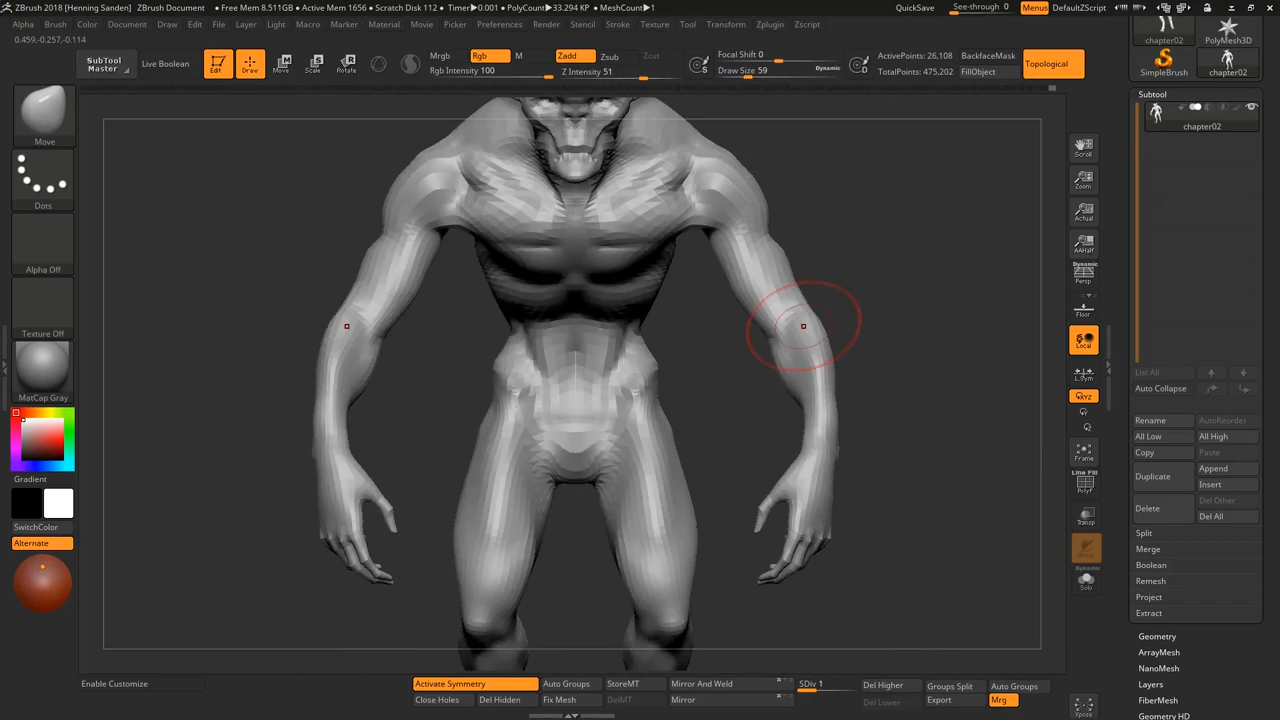 ZBrush 2018 [Henning Sanden] ZBrush Document • Free Mem 8.511GB • Active Mem 1656 • Scratch Disk 112 • Timer▶0.001 • PolyCount▶33.294 KP • MeshCount▶1 QuickSave See-through 0 Menus DefaultZScript
Alpha Brush Color Document Draw Edit File Layer Light Macro Marker Material Movie Picker Preferences Render Stencil Stroke Texture Tool Transform Zplugin Zscript
0.459,-0.257,-0.114
SubTool
Master
Live Boolean
Edit
Draw
Move
Scale
Rotate
Mrgb Rgb M
Rgb Intensity 100
Zadd Zsub Zcut
Z Intensity 51
S
Focal Shift 0
Draw Size 59
Dynamic
D
ActivePoints: 26,108
TotalPoints: 475,202
BackfaceMask
FillObject
Topological
Move
Dots
Alpha Off
Texture Off
MatCap Gray
Gradient
SwitchColor
Alternate
Scroll
Zoom
Actual
AAHalf
Dynamic
Persp
Floor
Local
L.Sym
XYZ
Frame
Line Fill
PolyF
Transp
Dynamic
Solo
Xpose
chapter02
PolyMesh3D
SimpleBrush
chapter02
Subtool
chapter02
List All
Auto Collapse
Rename AutoReorder
All Low All High
Copy Paste
Duplicate
Append
Insert
Delete
Del Other
Del All
Split
Merge
Boolean
Remesh
Project
Extract
Geometry
ArrayMesh
NanoMesh
Layers
FiberMesh
Geometry HD
Enable Customize
Activate Symmetry Auto Groups StoreMT Mirror And Weld SDiv 1 Del Higher Groups Split Auto Groups
Close Holes Del Hidden Fix Mesh DelMT Mirror Del Lower Export Mrg